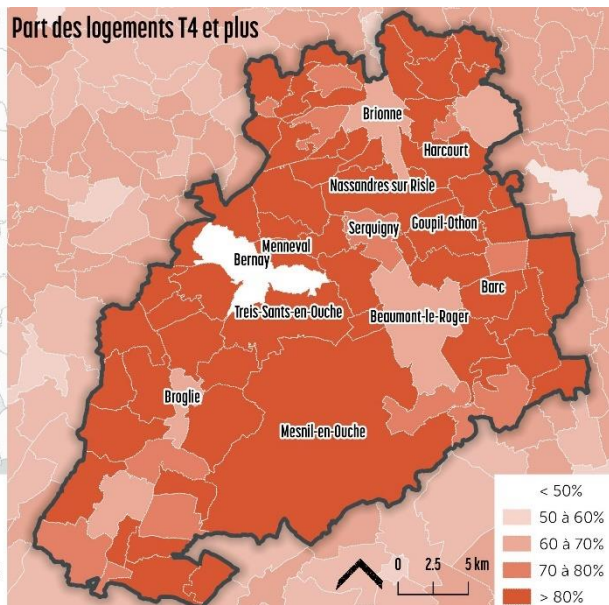 Part des logements T4 et plus
Brionne
Harcourt
Nassandres sur Risle
Serquigny
Goupil-Othon
Menneval
Bernay
Barc
Treis-Sants-en-Ouche
Beaumont-le-Roger
Broglie
Mesnil-en-Ouche
< 50%
50 à 60%
60 à 70%
70 à 80%
> 80%
0 2.5 5 km